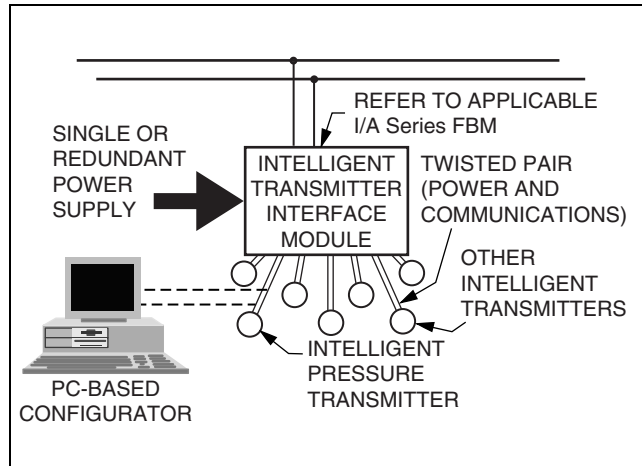 REFER TO APPLICABLE
I/A Series FBM
SINGLE OR
REDUNDANT
POWER
SUPPLY
INTELLIGENT
TRANSMITTER
INTERFACE
MODULE
TWISTED PAIR
(POWER AND
COMMUNICATIONS)
OTHER
INTELLIGENT
TRANSMITTERS
INTELLIGENT
PRESSURE
TRANSMITTER
PC-BASED
CONFIGURATOR